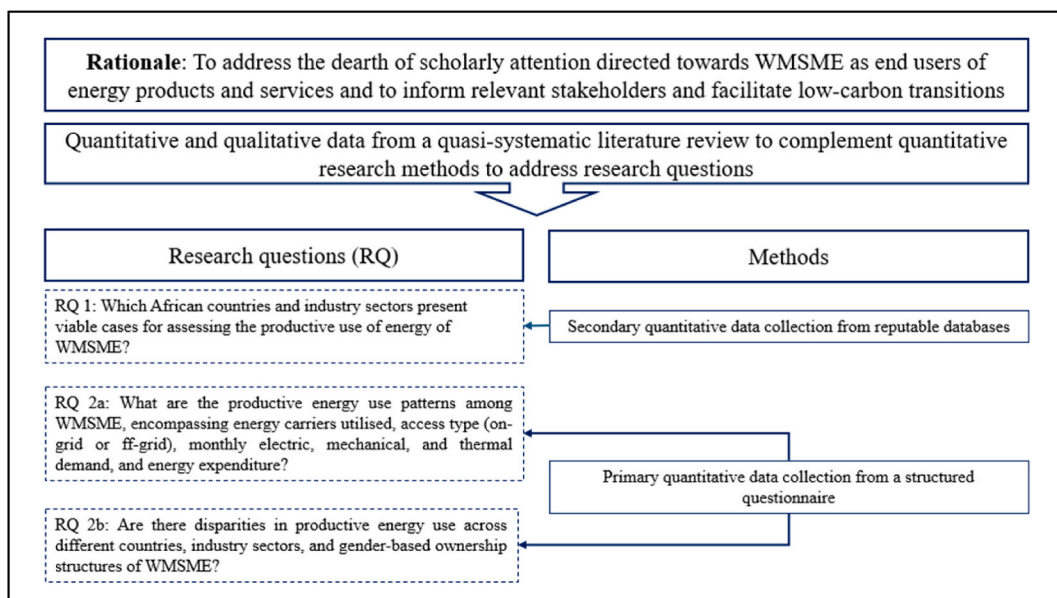 Rationale: To address the dearth of scholarly attention directed towards WMSME as end users of
energy products and services and to inform relevant stakeholders and facilitate low-carbon transitions
Quantitative and qualitative data from a quasi-systematic literature review to complement quantitative
research methods to address research questions
Research questions (RQ)
Methods
RQ 1: Which African countries and industry sectors present
viable cases for assessing the productive use of energy of
WMSME?
Secondary quantitative data collection from reputable databases
RQ 2a: What are the productive energy use patterns among
WMSME, encompassing energy carriers utilised, access type (on-
grid or ff-grid), monthly electric, mechanical, and thermal
demand, and energy expenditure?
Primary quantitative data collection from a structured
questionnaire
RQ 2b: Are there disparities in productive energy use across
different countries, industry sectors, and gender-based ownership
structures of WMSME?